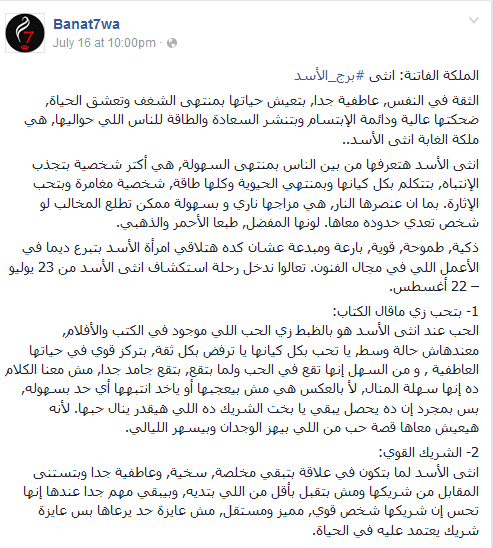 Banat7wa
July 16 at 10:00pm ·
الملكة الفاتنة: انثى #برج_الأسد
الثقة في النفس, عاطفية جدا, بتعيش حياتها بمنتهى الشغف وتعشق الحياة,
ضحكتها عالية ودائمة الإبتسام وبتنشر السعادة والطاقة للناس اللي حواليها, هي
ملكة الغابة انثى الأسد..
انثى الأسد هتعرفها من بين الناس بمنتهى السهولة, هي أكتر شخصية بتجذب
الإنتباه, بتتكلم بكل كيانها وبمنتهي الحيوية وكلها طاقة, شخصية مغامرة وبتحب
الإثارة. بما ان عنصرها النار, هي مزاجها ناري و بسهولة ممكن تطلع المخالب لو
شخص تعدي حدوده معاها. لونها المفضل, طبعا الأحمر والذهبي.
ذكية, طموحة, قوية, بارعة ومبدعة عشان كده هتلاقي امرأة الأسد بتبرع ديما في
الأعمل اللي في مجال الفنون. تعالوا ندخل رحلة استكشاف انثى الأسد من 23 يوليو
– 22 أغسطس.
1- بتحب زي ماقال الكتاب:
الحب عند انثى الأسد هو بالظبط زي الحب اللي موجود في الكتب والأفلام,
معندهاش حالة وسط, يا تحب بكل كيانها يا ترفض بكل ثقة, بتركز قوي في حياتها
العاطفية , و من السهل إنها تقع في الحب ولما بتقع, بتقع جامد جدا, مش معنا الكلام
ده إنها سهلة المنال, لأ بالعكس هي مش بيعجبها أو ياخد انتبهها أي حد بسهوله,
بس بمجرد إن ده يحصل يبقي يا بخت الشريك ده اللي هيقدر ينال حبها. لأنه
هيعيش معاها قصة حب من اللي بيهز الوجدان وبيسهر الليالي.
2- الشريك القوي:
انثى الأسد لما بتكون في علاقة بتبقي مخلصة, سخية, وعاطفية جدا وبتستنى
المقابل من شريكها ومش بتقبل بأقل من اللي بتديه, وبيبقي مهم جدا عندها إنها
تحس إن شريكها شخص قوي, مميز ومستقل, مش عايزة حد يرعاها بس عايزة
شريك يعتمد عليه في الحياة.